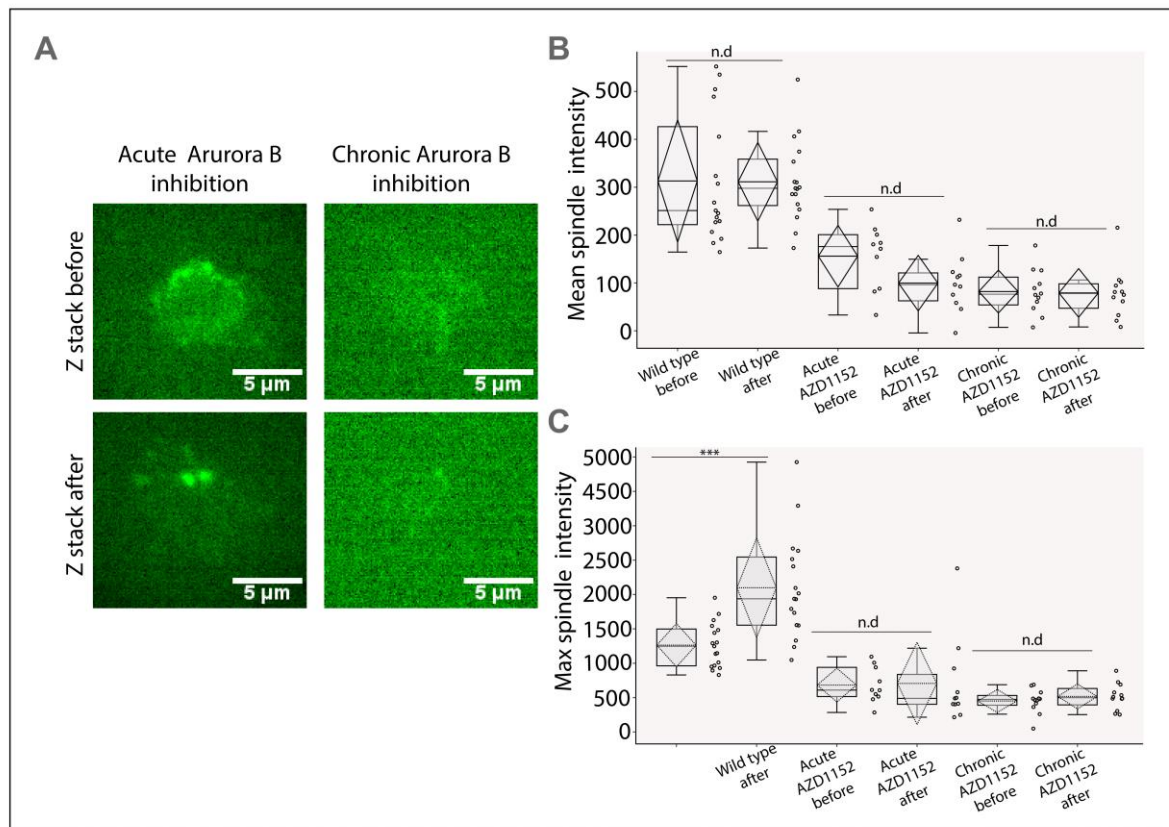 A
Acute Arurora B
inhibition
Chronic Arurora B
inhibition
Z stack before
5 µm
5 µm
Z stack after
5 µm
5 µm
B
Mean spindle intensity
500
400
300
200
100
0
n.d
n.d
n.d
Wild type
before
Wild type
after
Acute
AZD1152
before
Acute
AZD1152
after
Chronic
AZD1152
before
Chronic
AZD1152
after
C
Max spindle intensity
5000
4500
3000
2500
2000
1500
1000
500
0
***
n.d
n.d
Wild type
after
Acute
AZD1152
before
Acute
AZD1152
after
Chronic
AZD1152
before
Chronic
AZD1152
after